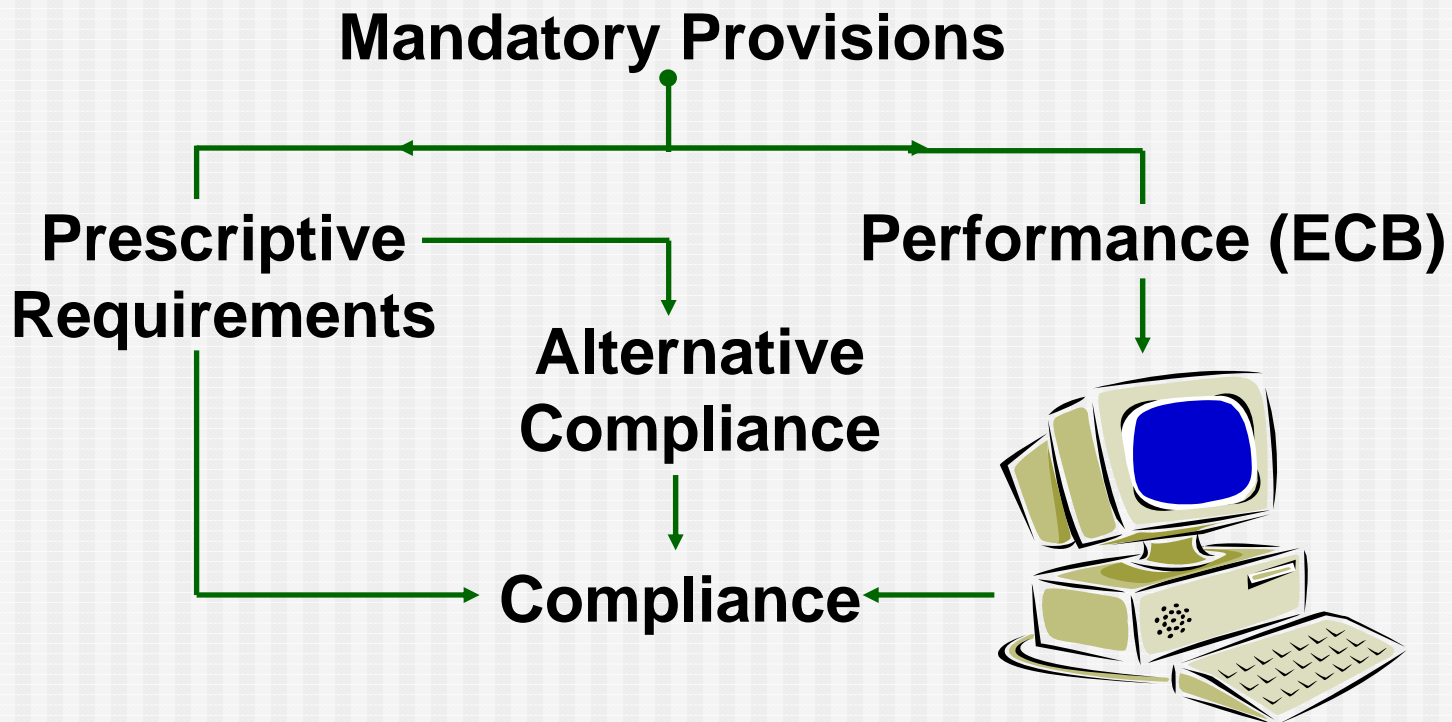 Mandatory Provisions
Prescriptive
Requirements
Performance (ECB)
Alternative
Compliance
Compliance